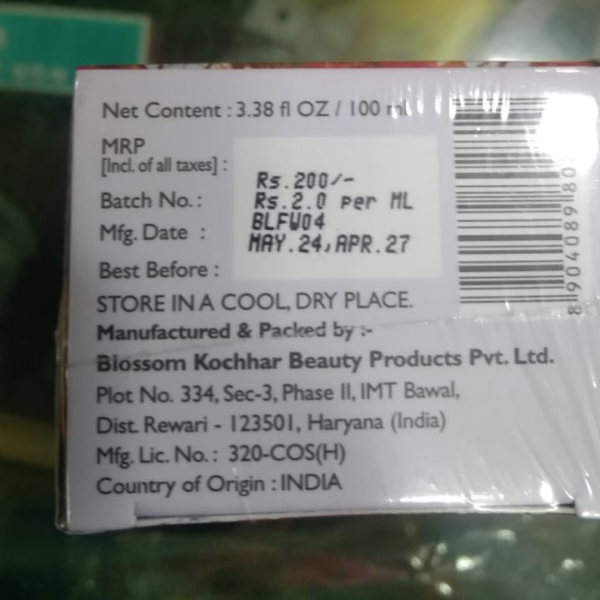 Net Content : 3.38 fl OZ / 100 ml
MRP
[Incl. of all taxes] :
Rs.200/-
Rs.2.0 per ML
Batch No. :
BLFW04
Mfg. Date :
MAY.24,APR.27
Best Before :
STORE IN A COOL, DRY PLACE.
Manufactured & Packed by :-
Blossom Kochhar Beauty Products Pvt. Ltd.
Plot No. 334, Sec-3, Phase II, IMT Bawal,
Dist. Rewari - 123501, Haryana (India)
Mfg. Lic. No. : 320-COS(H)
Country of Origin : INDIA
8 904089 80